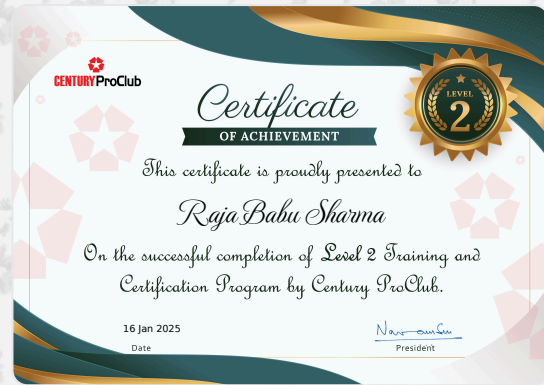 CENTURY ProClub
LEVEL
2
Certificate
OF ACHIEVEMENT
This certificate is proudly presented to
Raja Babu Sharma
On the successful completion of Level 2 Training and
Certification Program by Century ProClub.
16 Jan 2025
Date
President